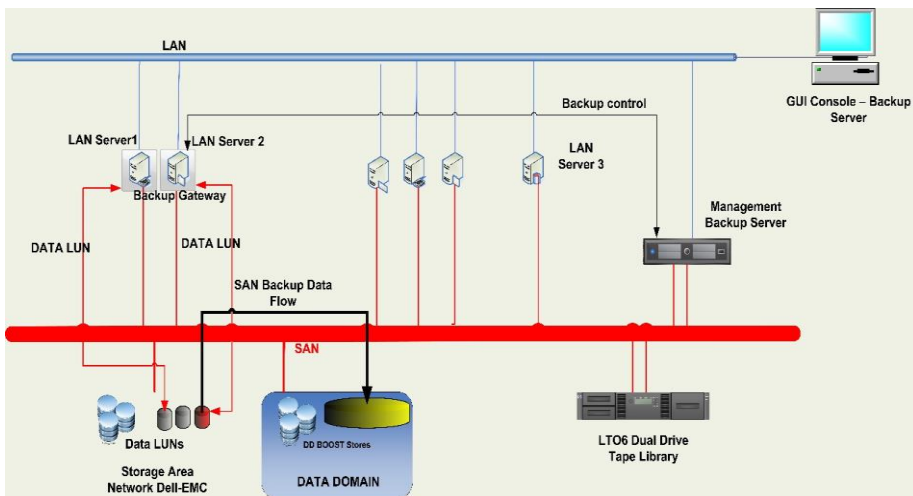 LAN
GUI Console – Backup
Server
Backup control
LAN Server1
LAN Server 2
LAN
Server 3
Backup Gateway
Management
Backup Server
DATA LUN
DATA LUN
SAN Backup Data
Flow
SAN
Data LUNs
DD BOOST Stores
LTO6 Dual Drive
Tape Library
Storage Area
Network Dell-EMC
DATA DOMAIN